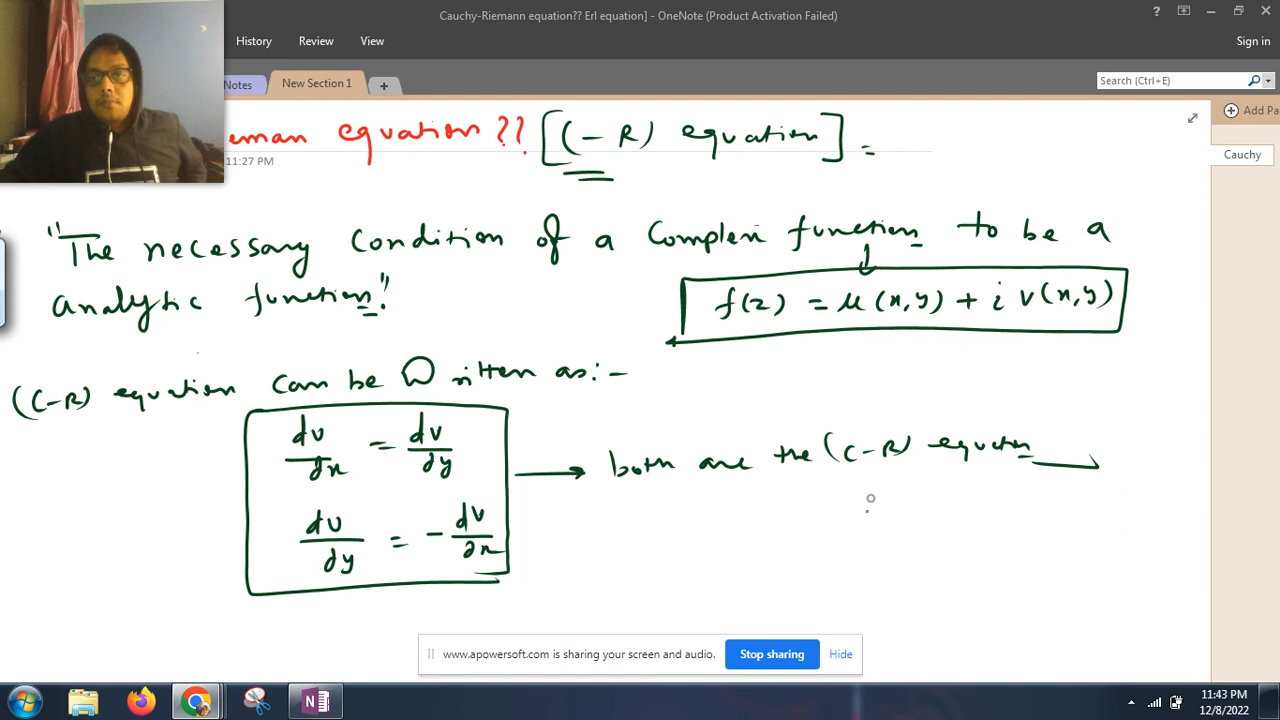 Cauchy-Riemann equation?? Erl equation] - OneNote (Product Activation Failed)
History Review View
Sign in
Notes New Section 1
Search (Ctrl+E)
eman equation ?? [(-R) equation] =
11:27 PM
Add Pa
Cauchy
"The necessary condition of a Complex function to be a
analytic function"
f(z) = u(x,y) + i v(x,y)
(C-R) equation can be written as:-
du/dx = dv/dy
both are the (C-R) equation
du/dy = - dv/dx
www.apowersoft.com is sharing your screen and audio. Stop sharing Hide
11:43 PM
12/8/2022